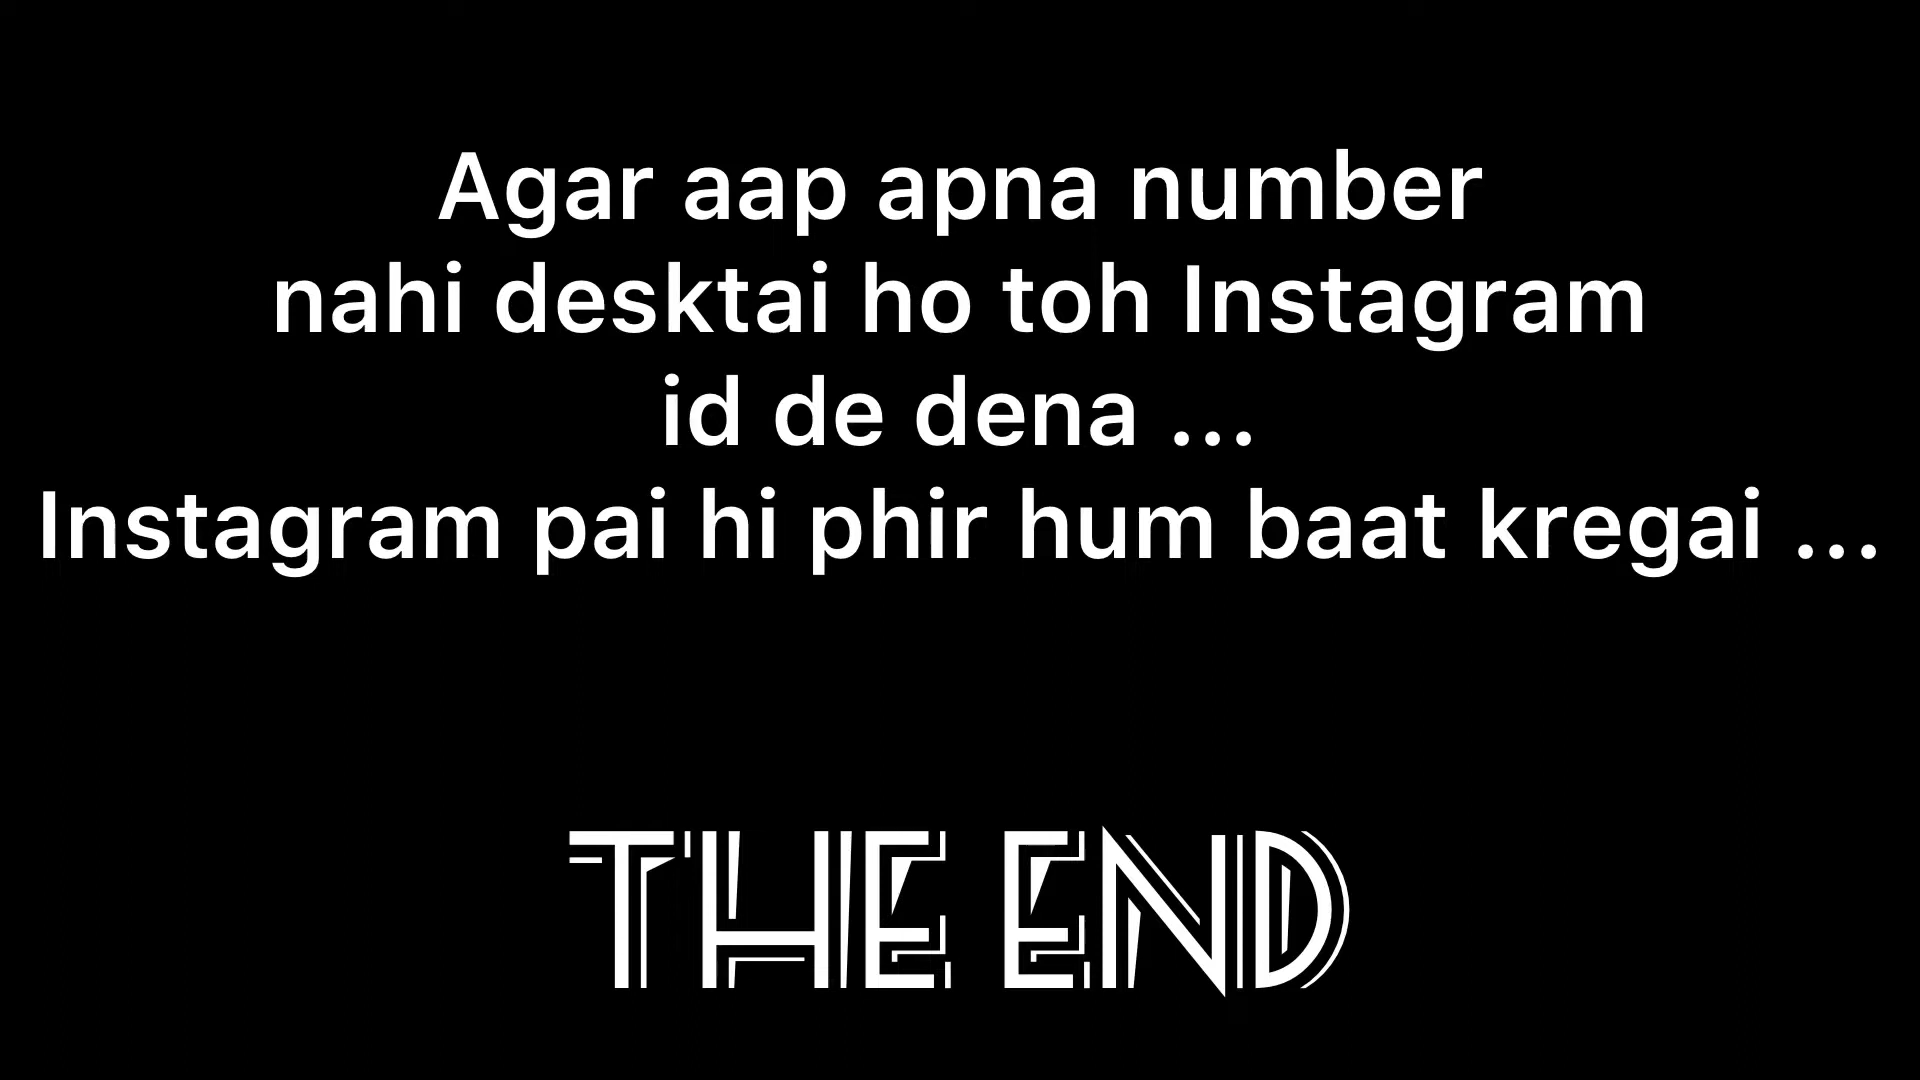 Agar aap apna number
nahi desktai ho toh Instagram
id de dena ...
Instagram pai hi phir hum baat kregai ...
THE END